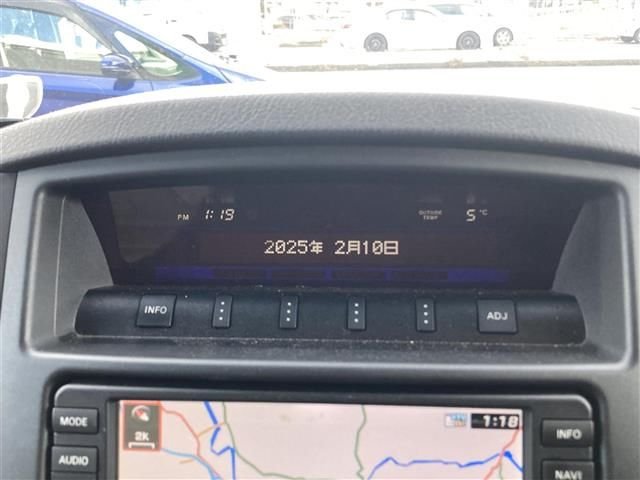 PM 1:19 OUTSIDE TEMP 5°C
2025年 2月10日
INFO ADJ
MODE 1:18 INFO
2K
AUDIO NAVI